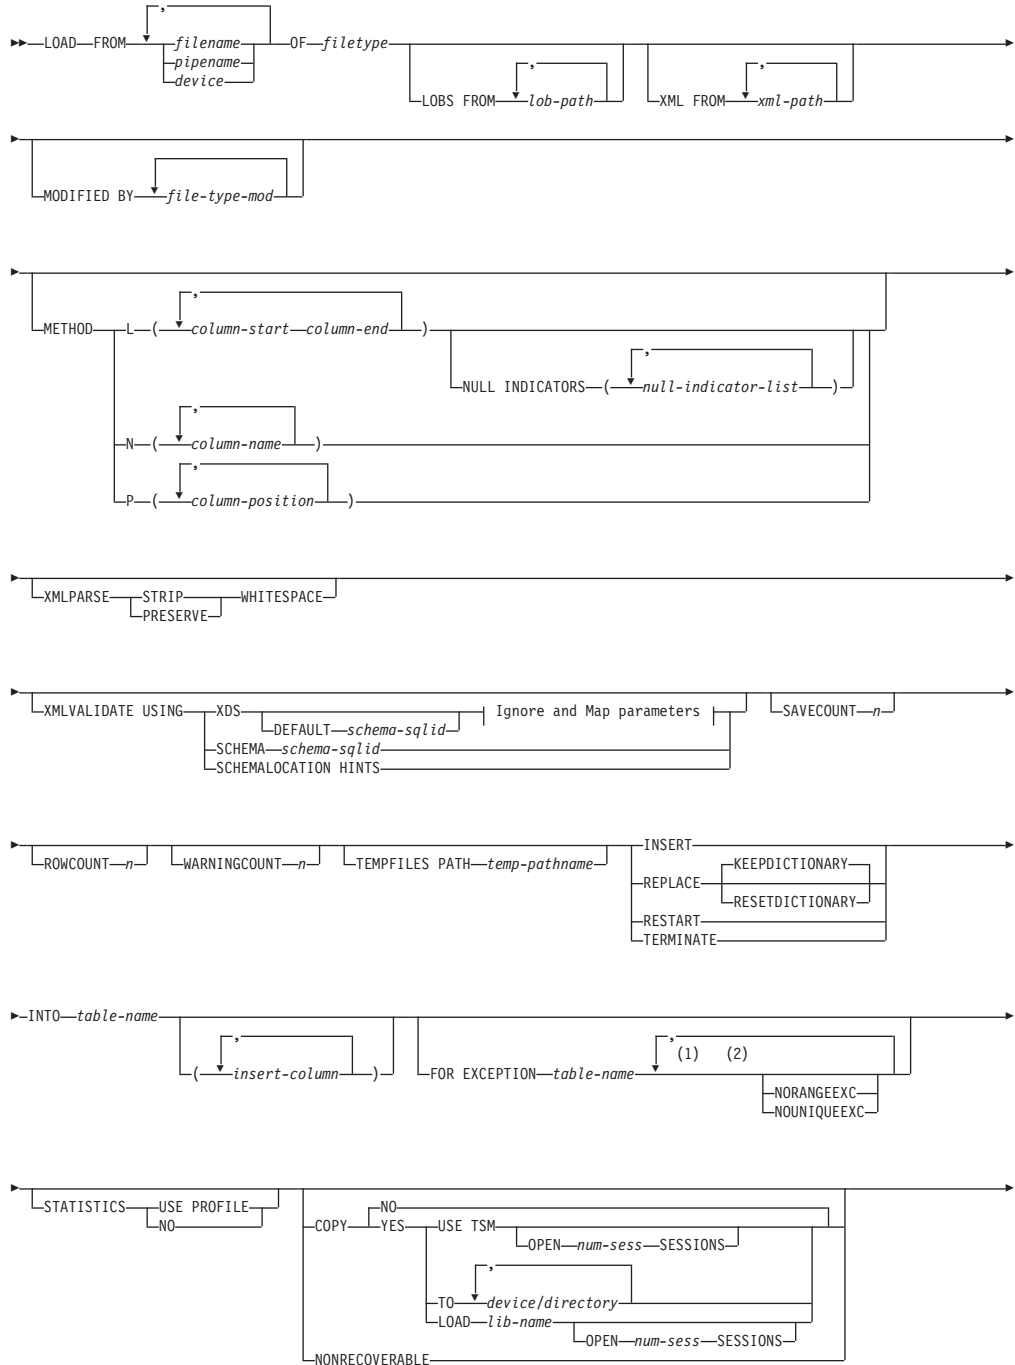 ,
LOAD FROM filename OF filetype
pipename
device
, ,
LOBS FROM lob-path XML FROM xml-path
MODIFIED BY file-type-mod
,
METHOD L ( column-start column-end )
,
NULL INDICATORS ( null-indicator-list )
,
N ( column-name )
,
P ( column-position )
XMLPARSE STRIP WHITESPACE
PRESERVE
XMLVALIDATE USING XDS Ignore and Map parameters SAVECOUNT n
DEFAULT schema-sqlid
SCHEMA schema-sqlid
SCHEMALOCATION HINTS
ROWCOUNT n WARNINGCOUNT n TEMPFILES PATH temp-pathname INSERT
KEEPDICTIONARY
REPLACE
RESETDICTIONARY
RESTART
TERMINATE
INTO table-name
, ,
(1) (2)
( insert-column ) FOR EXCEPTION table-name
NORANGEEXC
NOUNIQUEEXC
STATISTICS USE PROFILE
NO
NO
COPY YES USE TSM
OPEN num-sess SESSIONS
,
TO device/directory
LOAD lib-name
OPEN num-sess SESSIONS
NONRECOVERABLE